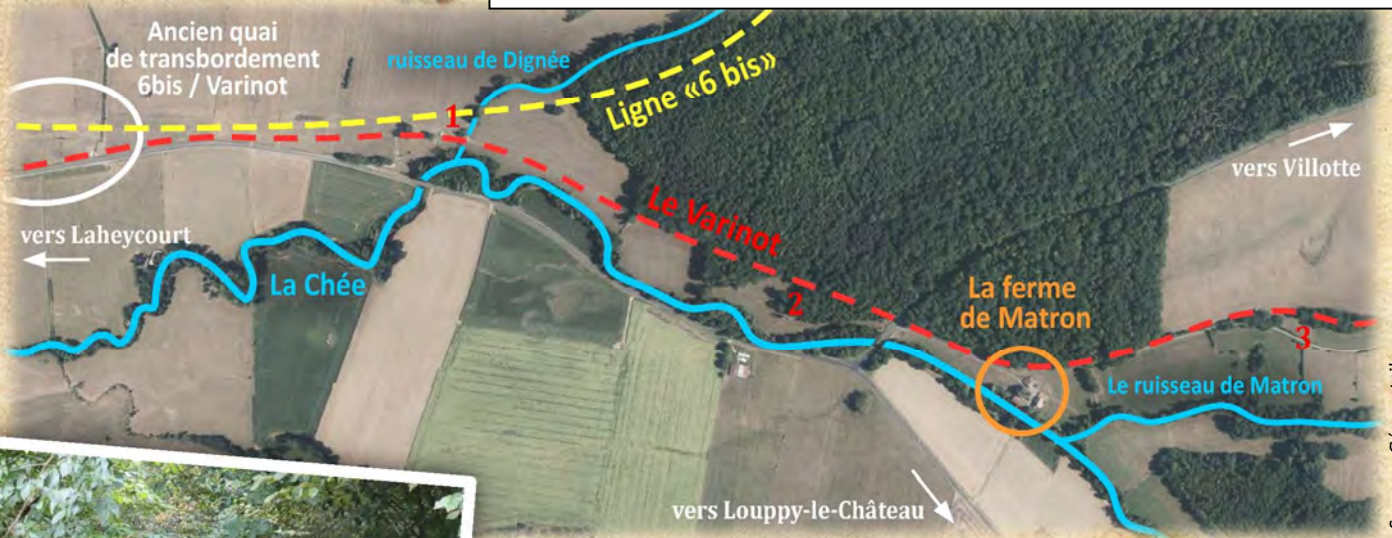 Ancien quai
de transbordement
6bis / Varinot
ruisseau de Dignée
Ligne «6 bis»
1
vers Villotte
vers Laheycourt
Le Varinot
La Chée
2
La ferme
de Matron
3
Le ruisseau de Matron
vers Louppy-le-Château